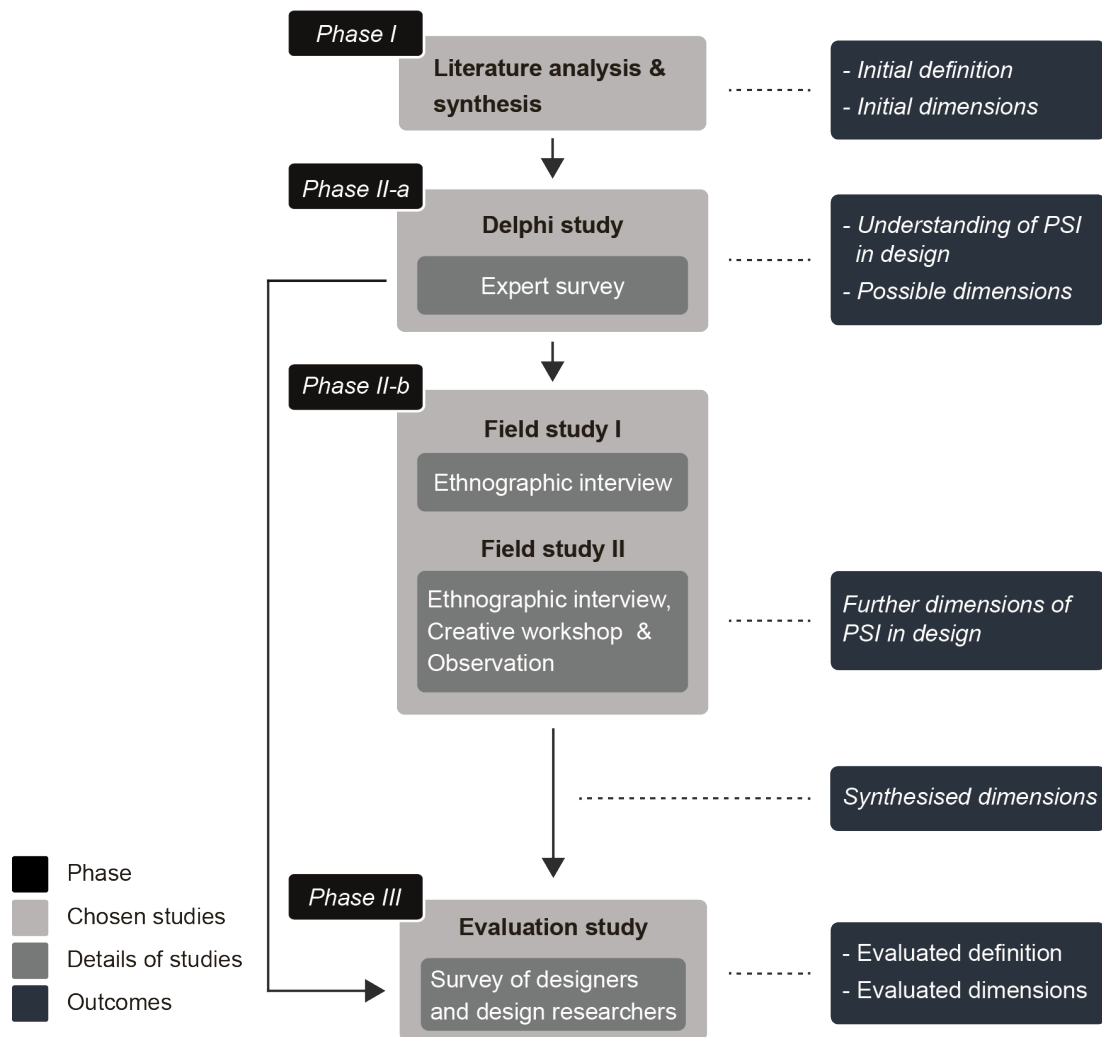 Phase I
Literature analysis &
synthesis
- Initial definition
- Initial dimensions
Phase II-a
Delphi study
Expert survey
- Understanding of PSI
in design
- Possible dimensions
Phase II-b
Field study I
Ethnographic interview
Field study II
Ethnographic interview,
Creative workshop &
Observation
Further dimensions of
PSI in design
Synthesised dimensions
Phase III
Evaluation study
Survey of designers
and design researchers
- Evaluated definition
- Evaluated dimensions
Phase
Chosen studies
Details of studies
Outcomes